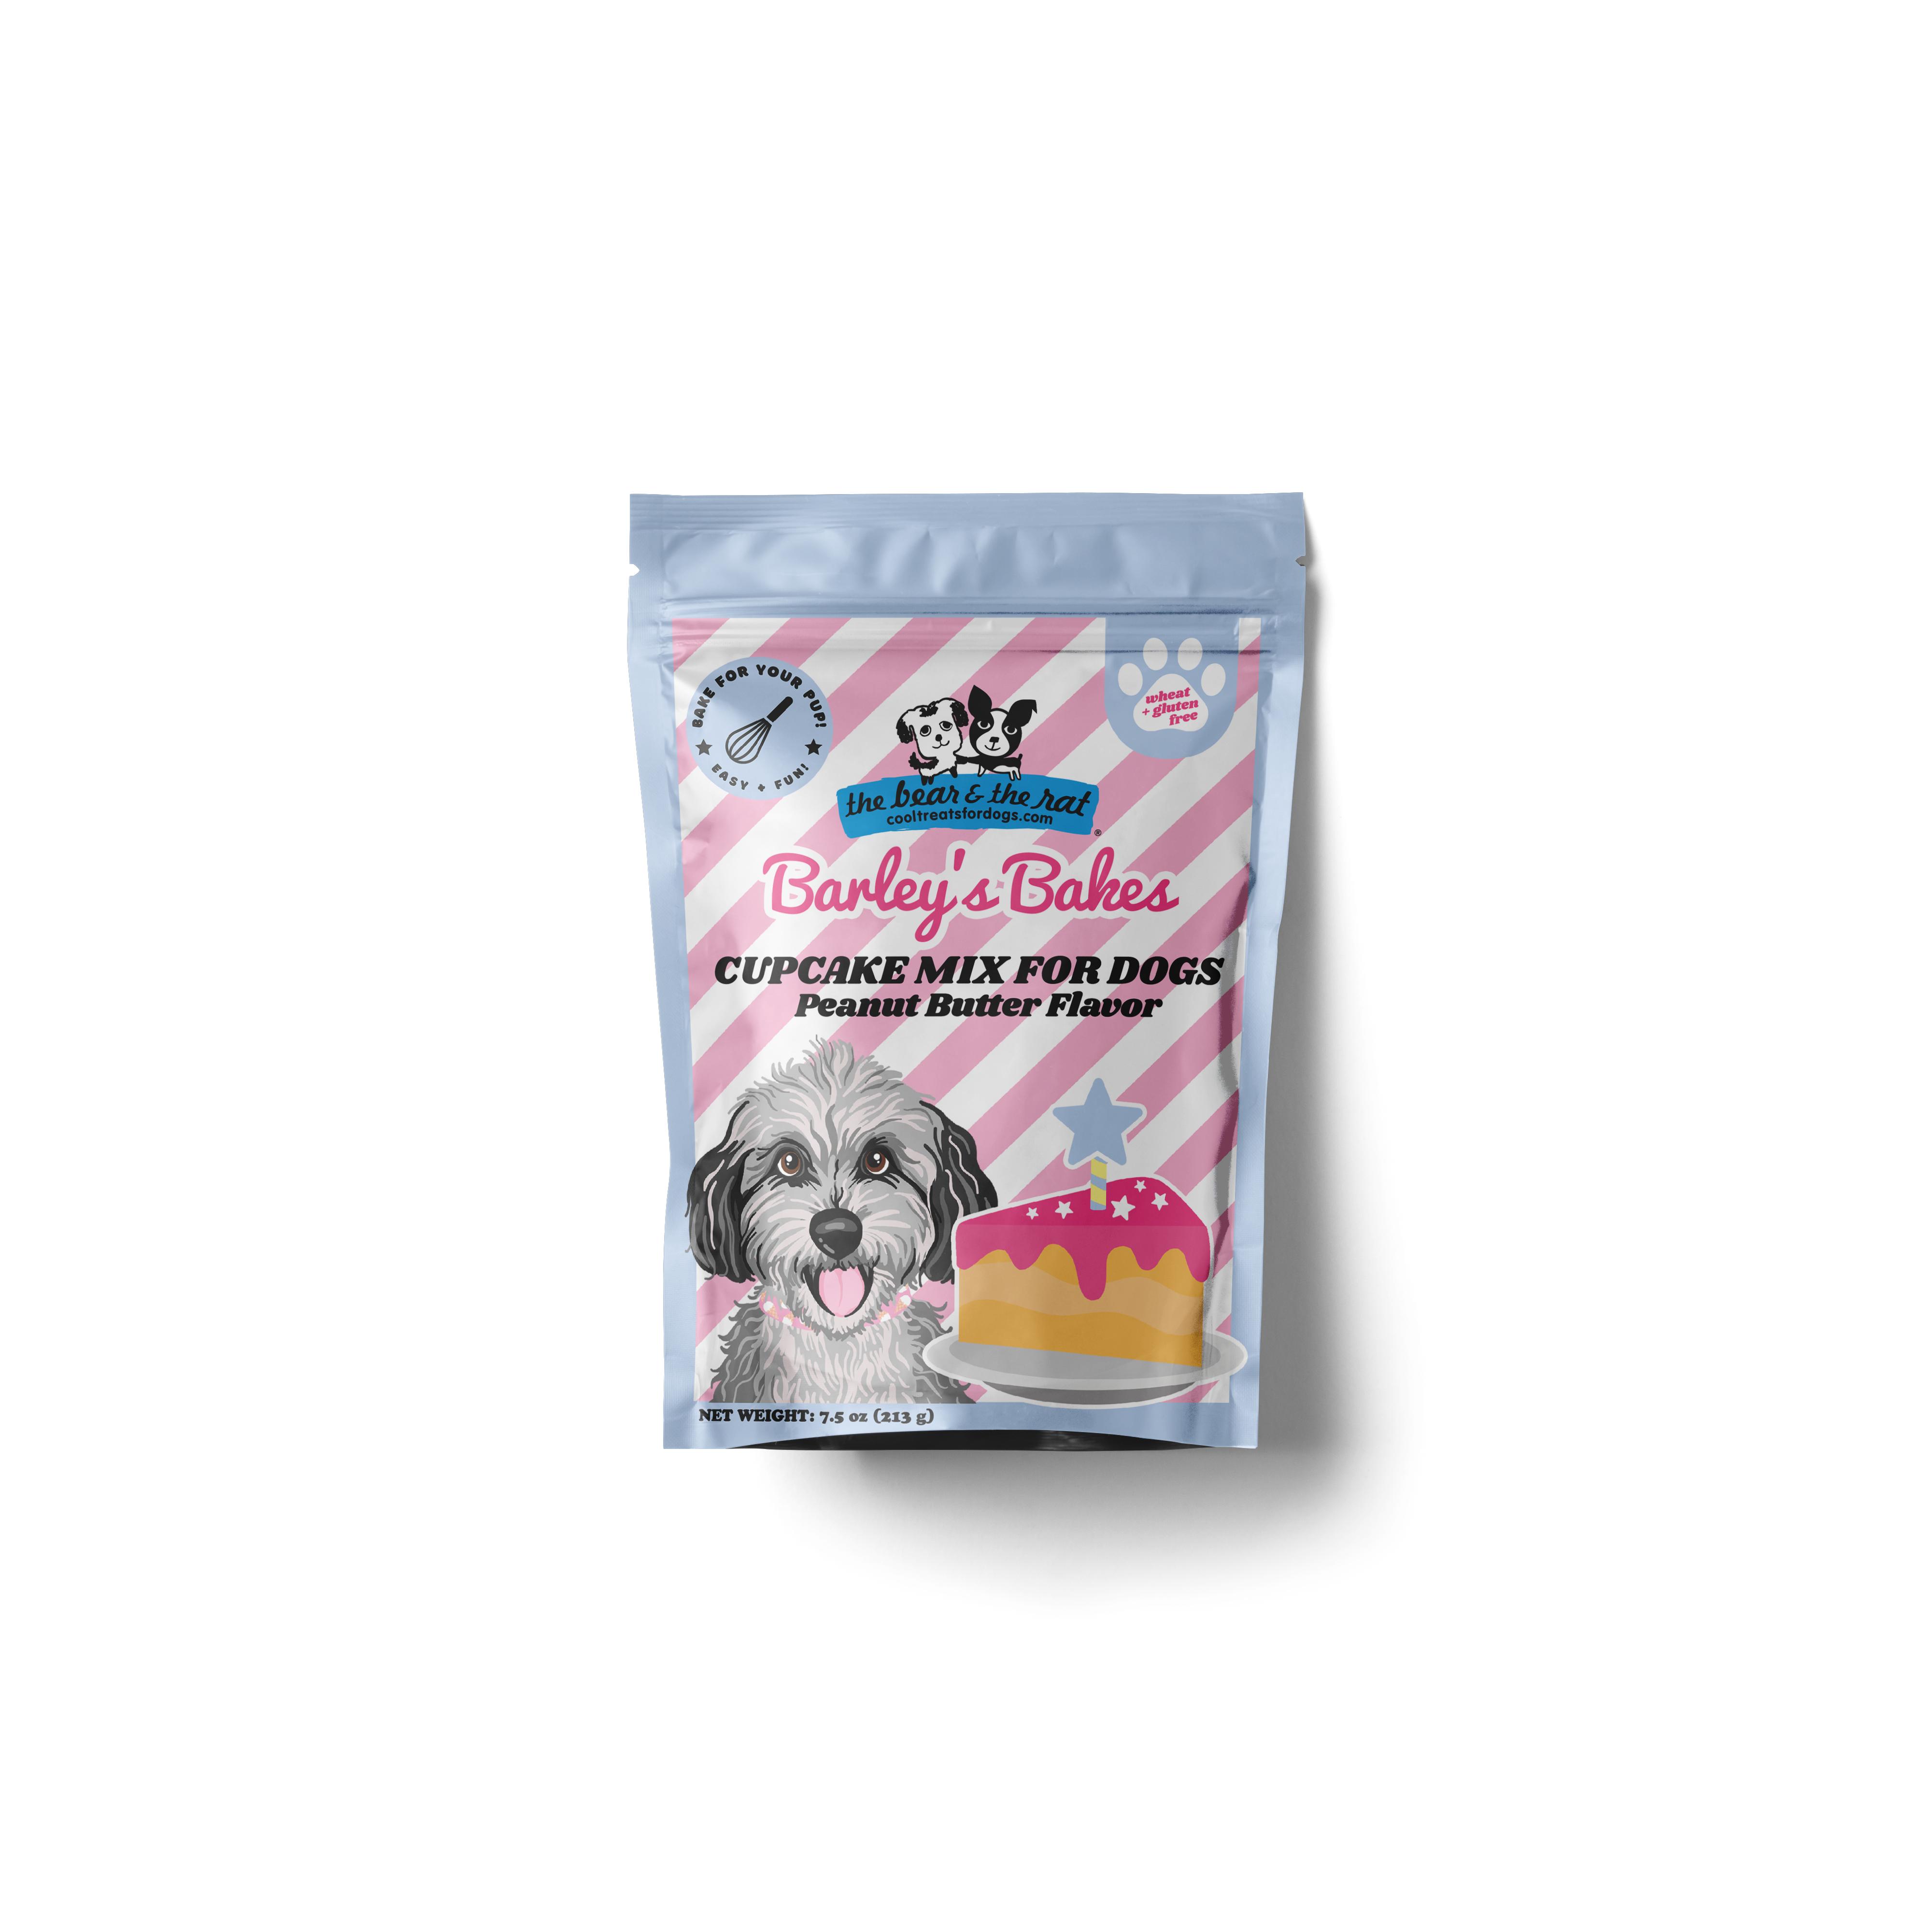 BAKE FOR YOUR PUP!
EASY + FUN!
wheat
+ gluten
free
the bear & the rat
cooltreatsfordogs.com
®
Barley's Bakes
CUPCAKE MIX FOR DOGS
Peanut Butter Flavor
NET WEIGHT: 7.5 oz (213 g)